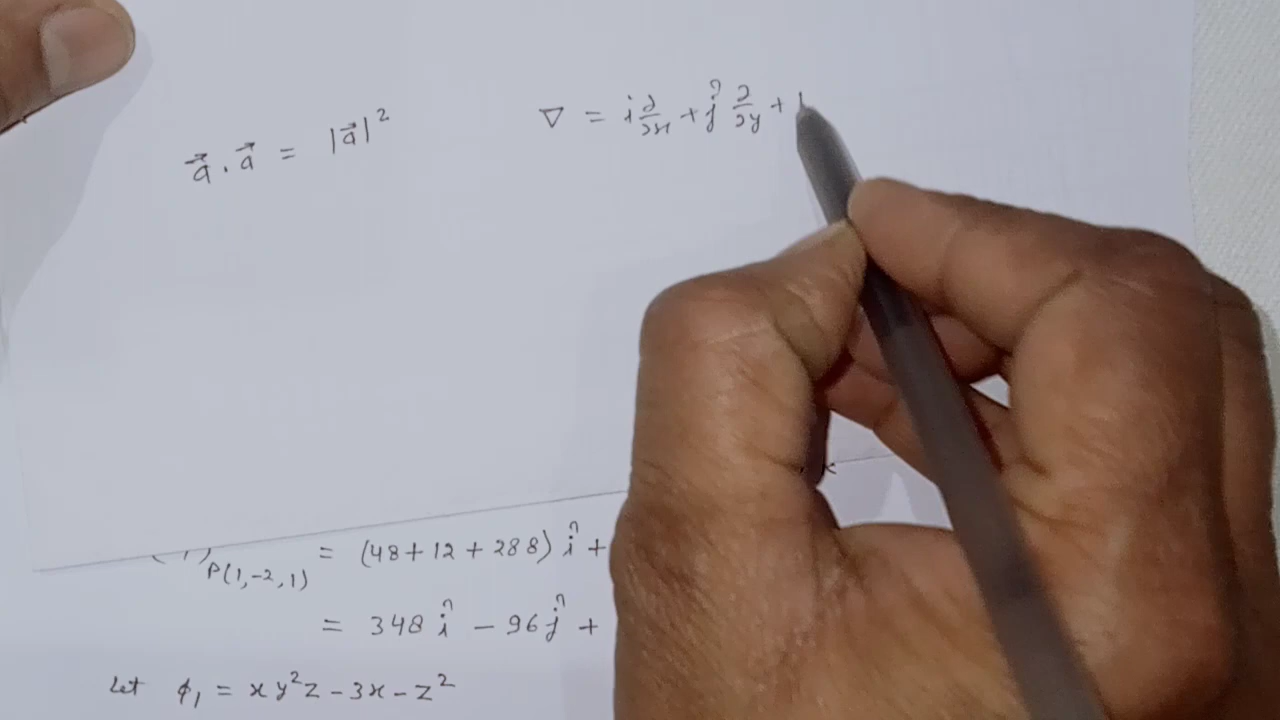 a⃗ . a⃗ = |a⃗|²
∇ = i ∂/∂x + ĵ ∂/∂y +
P(1,-2,1) = (48+12+288) î +
= 348 î − 96 ĵ +
Let ϕ₁ = xy²z − 3x − z²